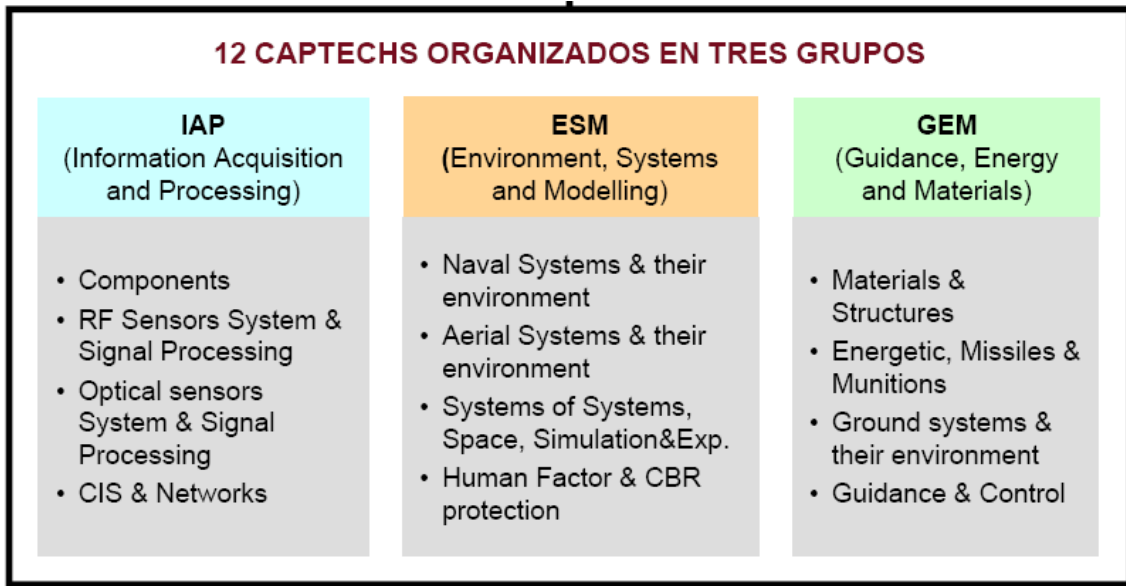 12 CAPTECHS ORGANIZADOS EN TRES GRUPOS
IAP
(Information Acquisition
and Processing)
• Components
• RF Sensors System &
Signal Processing
• Optical sensors
System & Signal
Processing
• CIS & Networks
ESM
(Environment, Systems
and Modelling)
• Naval Systems & their
environment
• Aerial Systems & their
environment
• Systems of Systems,
Space, Simulation&Exp.
• Human Factor & CBR
protection
GEM
(Guidance, Energy
and Materials)
• Materials &
Structures
• Energetic, Missiles &
Munitions
• Ground systems &
their environment
• Guidance & Control